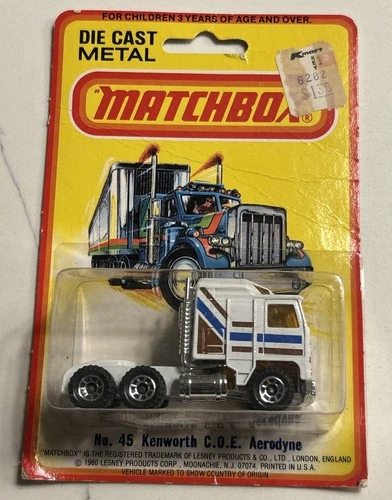 FOR CHILDREN 3 YEARS OF AGE AND OVER.
DIE CAST
METAL
Kmart
6262
"MATCHBOX"®
No. 45 Kenworth C.O.E. Aerodyne
"MATCHBOX" IS THE REGISTERED TRADEMARK OF LESNEY PRODUCTS & CO., LTD., LONDON, ENGLAND
© 1980 LESNEY PRODUCTS CORP., MOONACHIE, N.J. 07074. PRINTED IN U.S.A.
VEHICLE MARKED TO SHOW COUNTRY OF ORIGIN